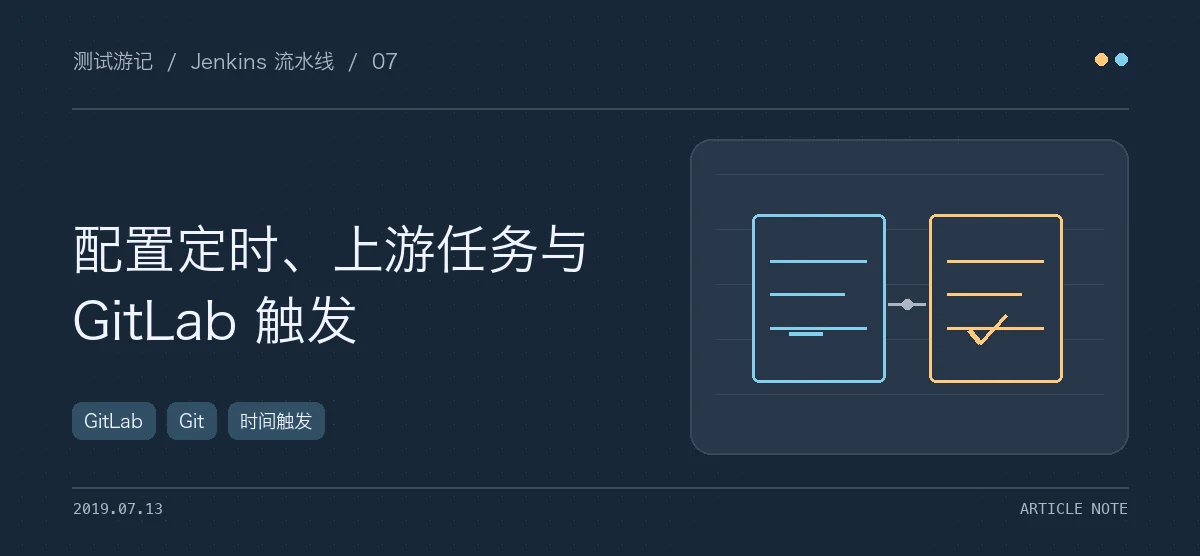 测试游记 / Jenkins 流水线 / 07
配置定时、上游任务与
GitLab 触发
GitLab Git 时间触发
2019.07.13 ARTICLE NOTE